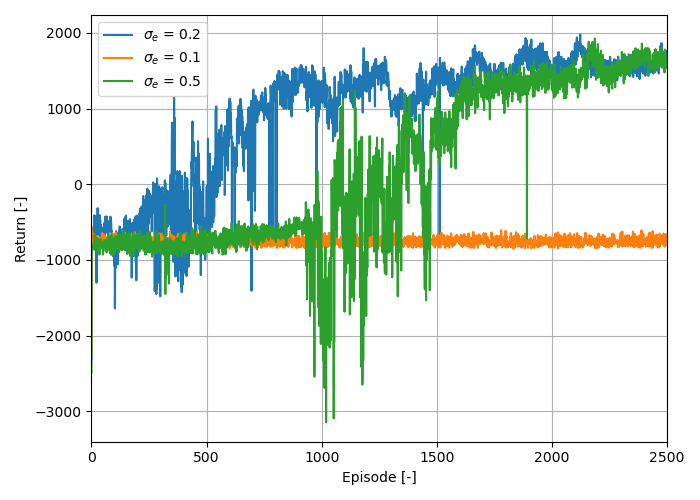 σe = 0.2
σe = 0.1
σe = 0.5
2000
1000
0
−1000
−2000
−3000
Return [-]
0 500 1000 1500 2000 2500
Episode [-]